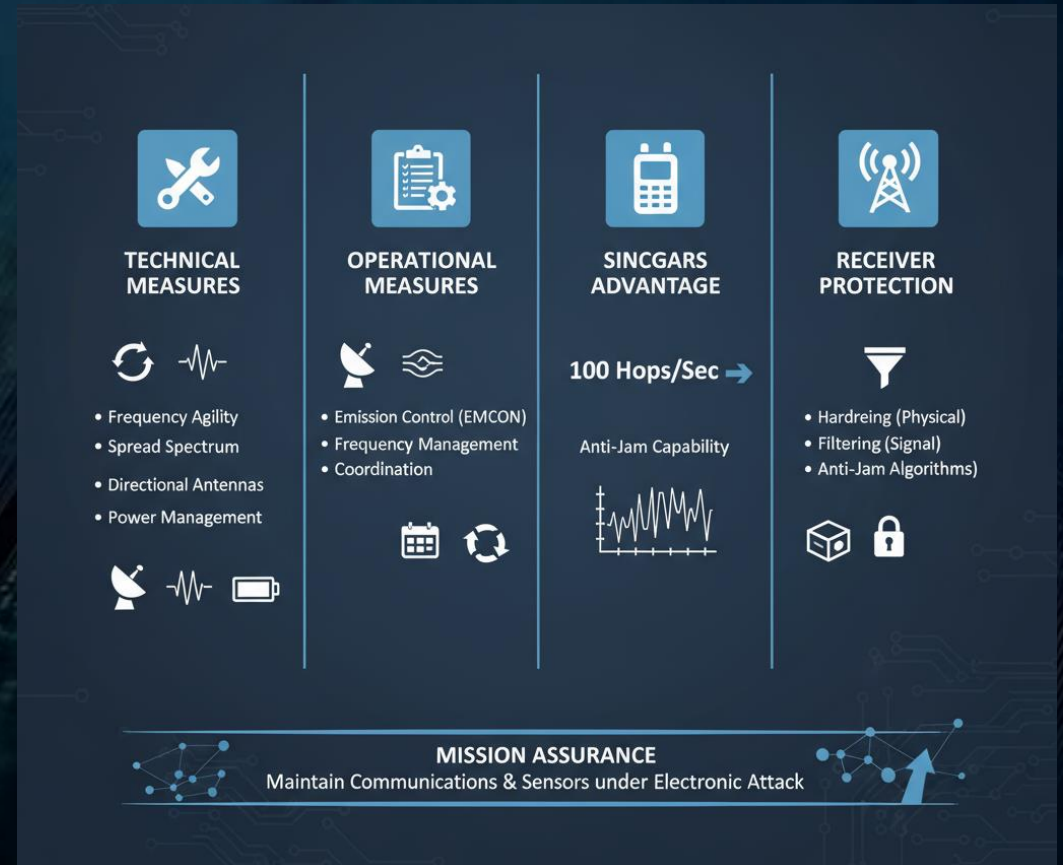 TECHNICAL
MEASURES
• Frequency Agility
• Spread Spectrum
• Directional Antennas
• Power Management
OPERATIONAL
MEASURES
• Emission Control (EMCON)
• Frequency Management
• Coordination
SINCGARS
ADVANTAGE
100 Hops/Sec
Anti-Jam Capability
RECEIVER
PROTECTION
• Hardreing (Physical)
• Filtering (Signal)
• Anti-Jam Algorithms)
MISSION ASSURANCE
Maintain Communications & Sensors under Electronic Attack